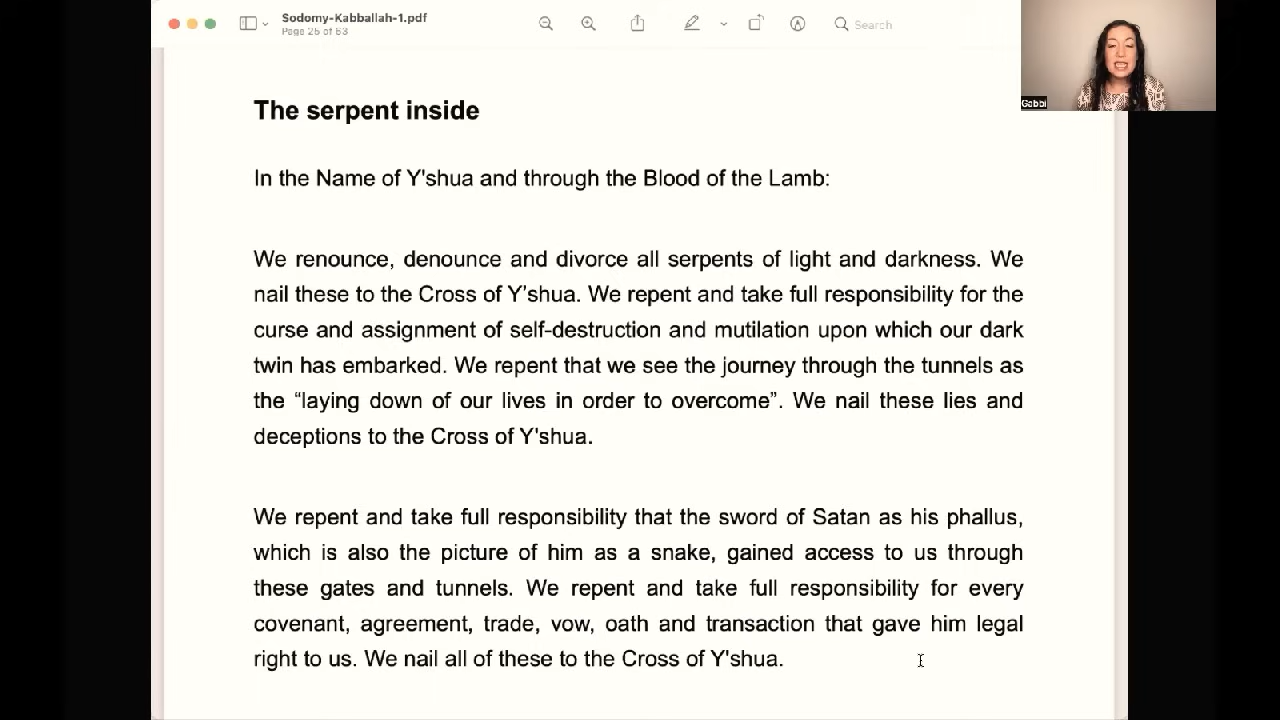 Sodomy-Kabballah-1.pdf
Page 25 of 63
Search
Gabbi
The serpent inside
In the Name of Y'shua and through the Blood of the Lamb:
We renounce, denounce and divorce all serpents of light and darkness. We
nail these to the Cross of Y'shua. We repent and take full responsibility for the
curse and assignment of self-destruction and mutilation upon which our dark
twin has embarked. We repent that we see the journey through the tunnels as
the “laying down of our lives in order to overcome”. We nail these lies and
deceptions to the Cross of Y'shua.
We repent and take full responsibility that the sword of Satan as his phallus,
which is also the picture of him as a snake, gained access to us through
these gates and tunnels. We repent and take full responsibility for every
covenant, agreement, trade, vow, oath and transaction that gave him legal
right to us. We nail all of these to the Cross of Y'shua.